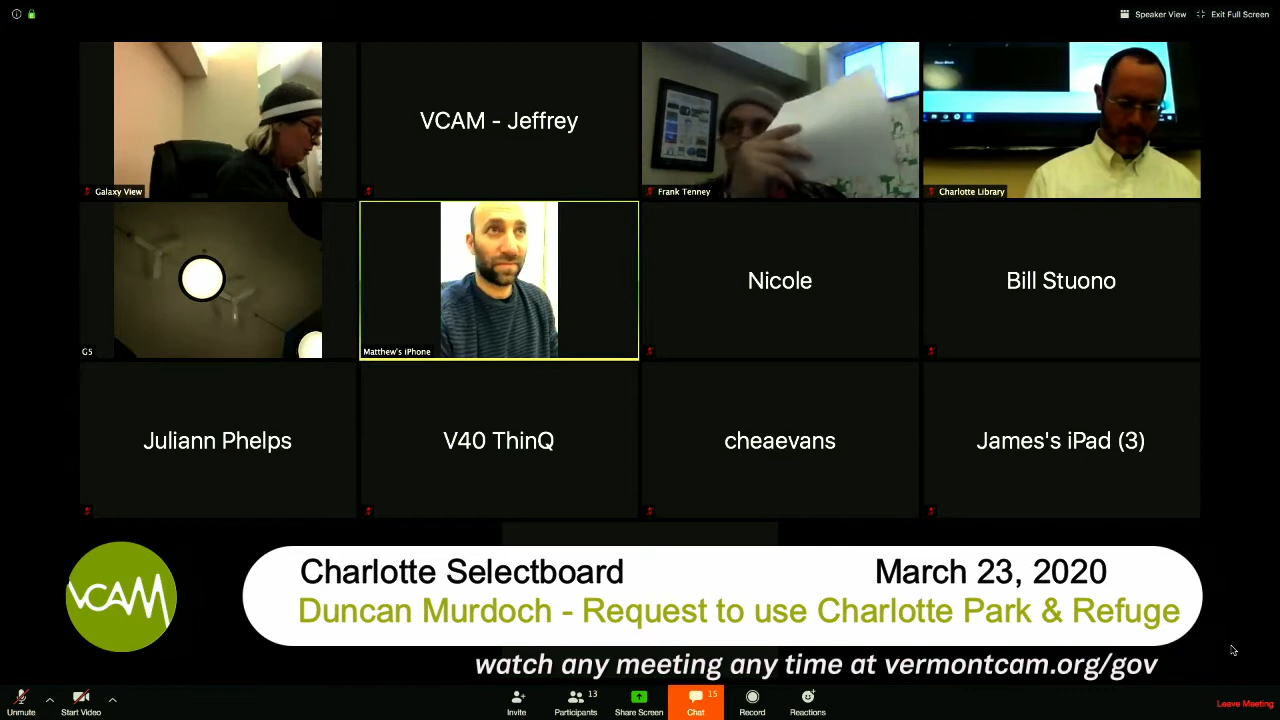 Speaker View
Exit Full Screen
Galaxy View
VCAM - Jeffrey
Frank Tenney
Charlotte Library
G5
Matthew's iPhone
Nicole
Bill Stuono
Juliann Phelps
V40 ThinQ
cheaevans
James's iPad (3)
VCAM
Charlotte Selectboard
March 23, 2020
Duncan Murdoch - Request to use Charlotte Park & Refuge
watch any meeting any time at vermontcam.org/gov
Unmute
Start Video
Invite
13
Participants
Share Screen
15
Chat
Record
Reactions
Leave Meeting